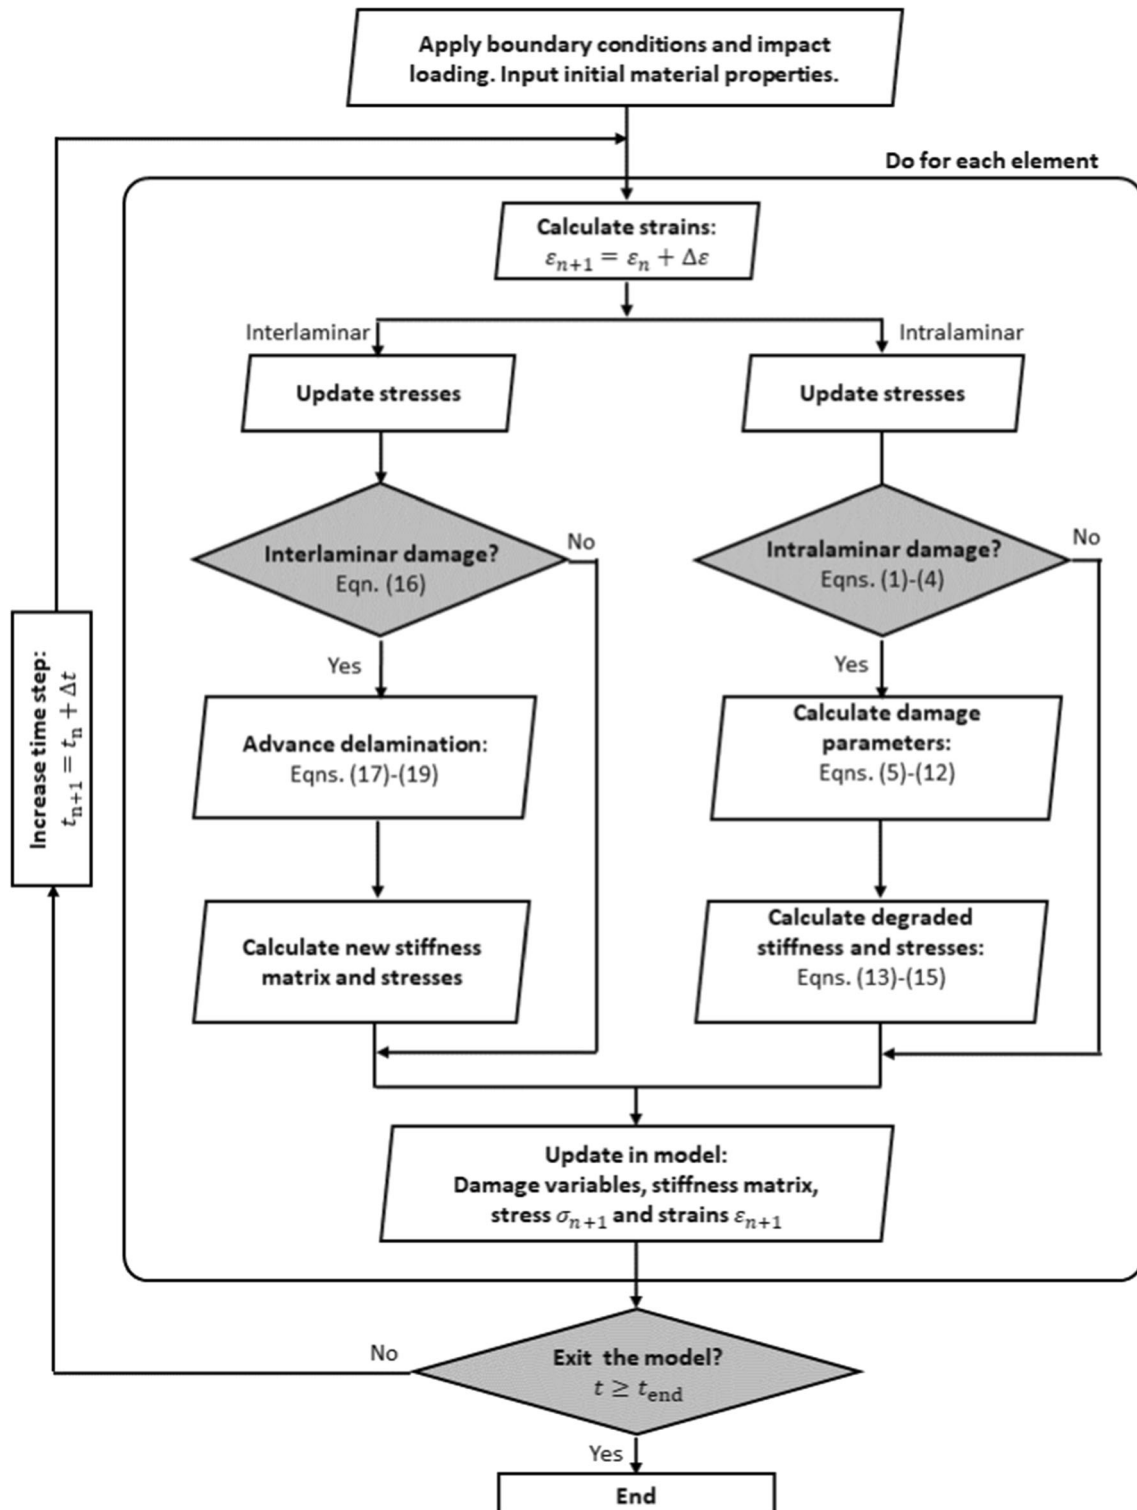 Apply boundary conditions and impact
loading. Input initial material properties.
Do for each element
Calculate strains:
εₙ₊₁ = εₙ + Δε
Interlaminar
Intralaminar
Update stresses
Update stresses
Interlaminar damage?
Eqn. (16)
No
Intralaminar damage?
Eqns. (1)-(4)
No
Yes
Yes
Advance delamination:
Eqns. (17)-(19)
Calculate damage
parameters:
Eqns. (5)-(12)
Increase time step:
tₙ₊₁ = tₙ + Δt
Calculate new stiffness
matrix and stresses
Calculate degraded
stiffness and stresses:
Eqns. (13)-(15)
Update in model:
Damage variables, stiffness matrix,
stress σₙ₊₁ and strains εₙ₊₁
No
Exit the model?
t ≥ t_end
Yes
End